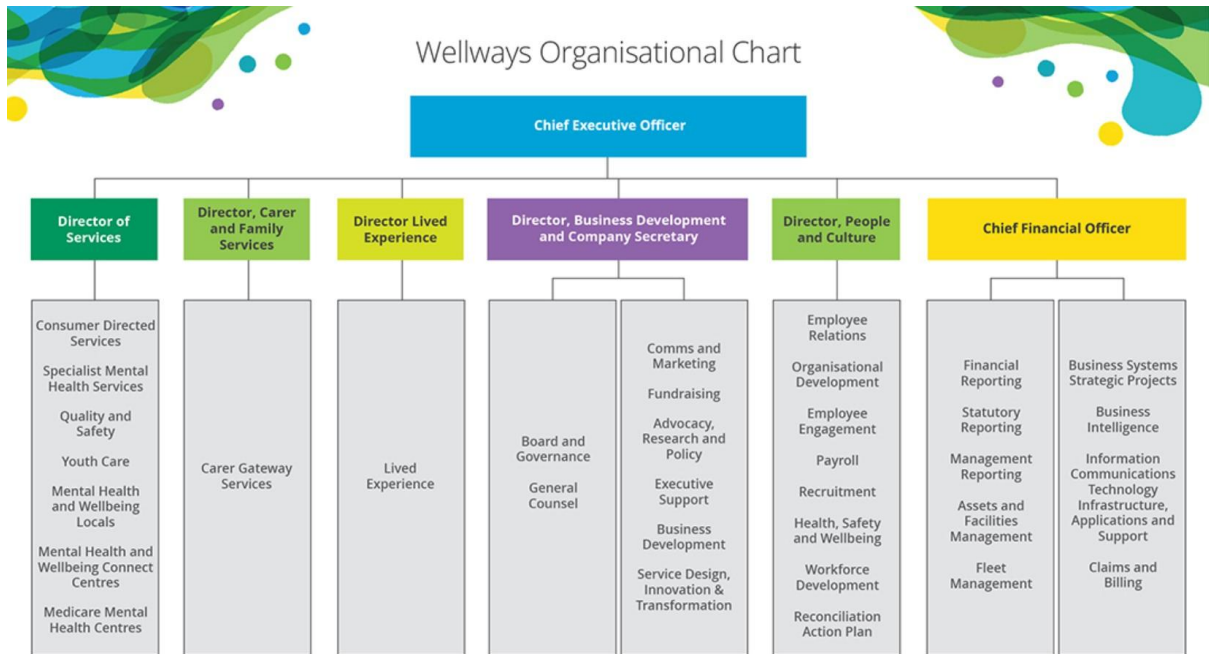 Wellways Organisational Chart
Chief Executive Officer
Director of
Services
Director, Carer
and Family
Services
Director Lived
Experience
Director, Business Development
and Company Secretary
Director, People
and Culture
Chief Financial Officer
Consumer Directed
Services
Specialist Mental
Health Services
Quality and
Safety
Youth Care
Mental Health
and Wellbeing
Locals
Mental Health and
Wellbeing Connect
Centres
Medicare Mental
Health Centres
Carer Gateway
Services
Lived
Experience
Board and
Governance
General
Counsel
Comms and
Marketing
Fundraising
Advocacy,
Research and
Policy
Executive
Support
Business
Development
Service Design,
Innovation &
Transformation
Employee
Relations
Organisational
Development
Employee
Engagement
Payroll
Recruitment
Health, Safety
and Wellbeing
Workforce
Development
Reconciliation
Action Plan
Financial
Reporting
Statutory
Reporting
Management
Reporting
Assets and
Facilities
Management
Fleet
Management
Business Systems
Strategic Projects
Business
Intelligence
Information
Communications
Technology
Infrastructure,
Applications and
Support
Claims and
Billing